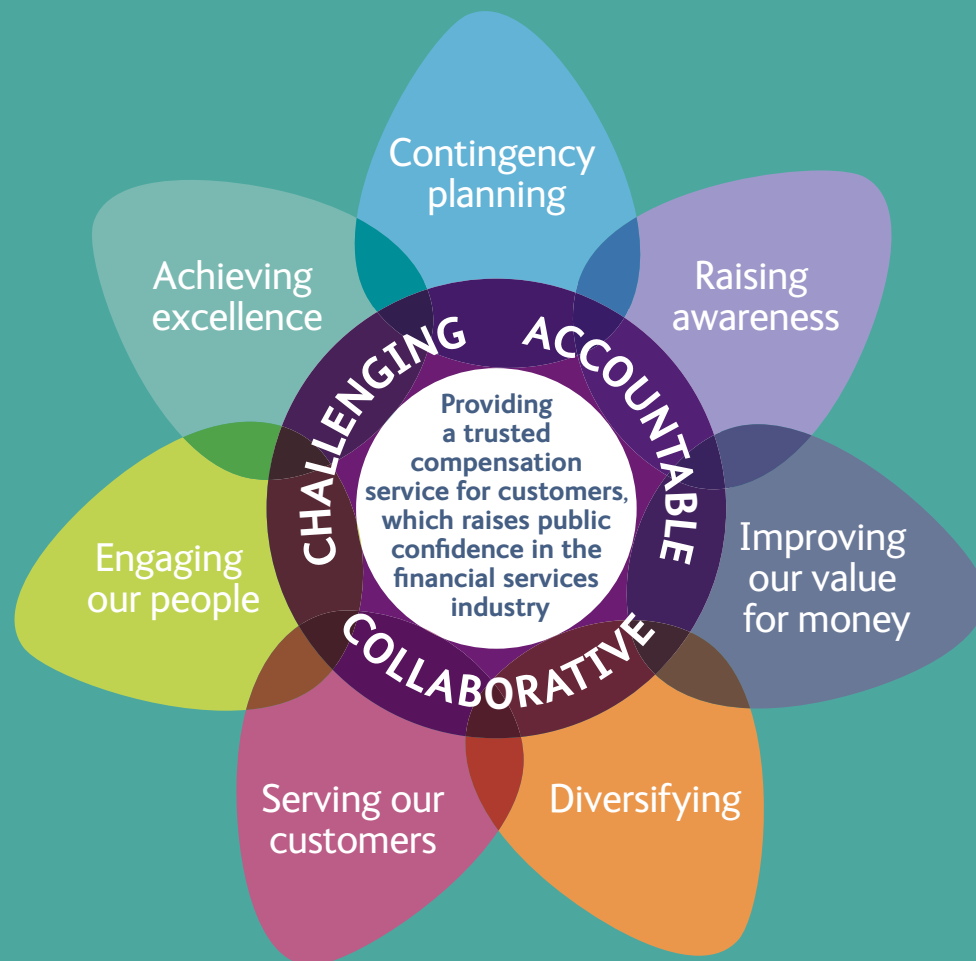 Contingency
planning
Raising
awareness
Improving
our value
for money
Diversifying
Serving our
customers
Engaging
our people
Achieving
excellence
CHALLENGING
ACCOUNTABLE
COLLABORATIVE
Providing
a trusted
compensation
service for customers,
which raises public
confidence in the
financial services
industry